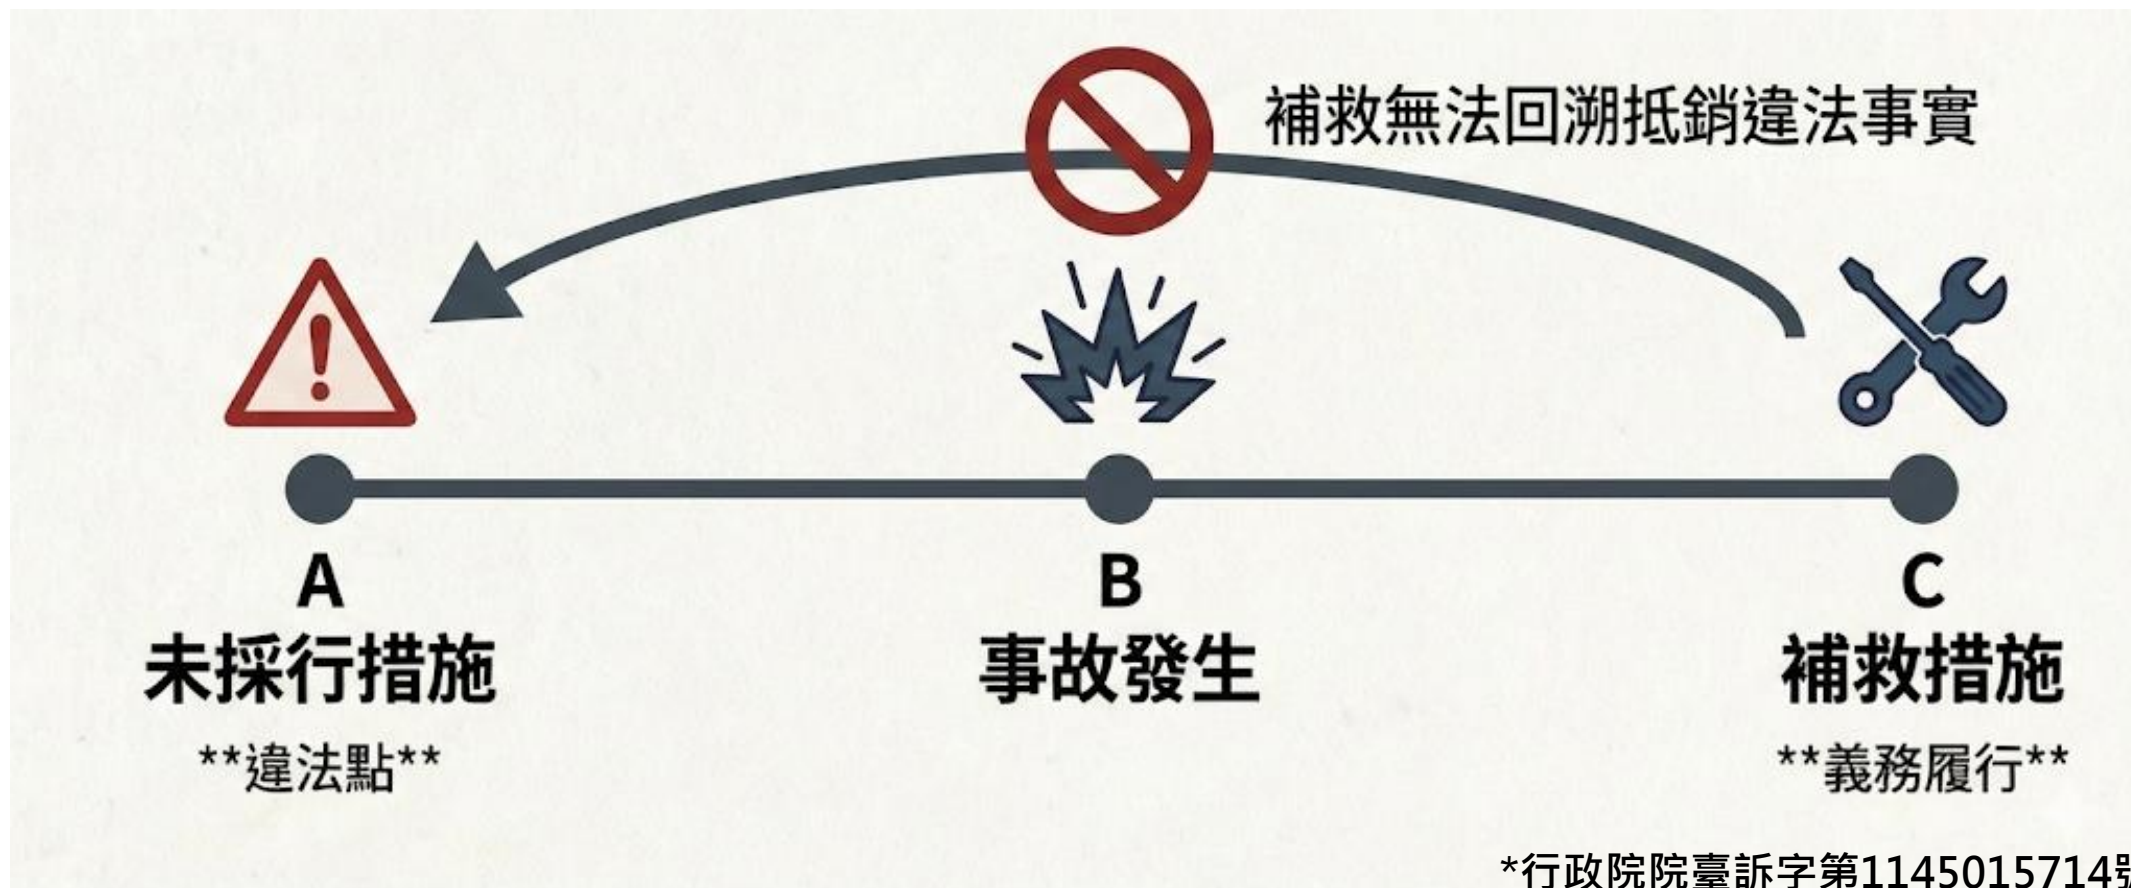 補救無法回溯抵銷違法事實
A
未採行措施
**違法點**
B
事故發生
C
補救措施
**義務履行**
*行政院院臺訴字第1145015714號